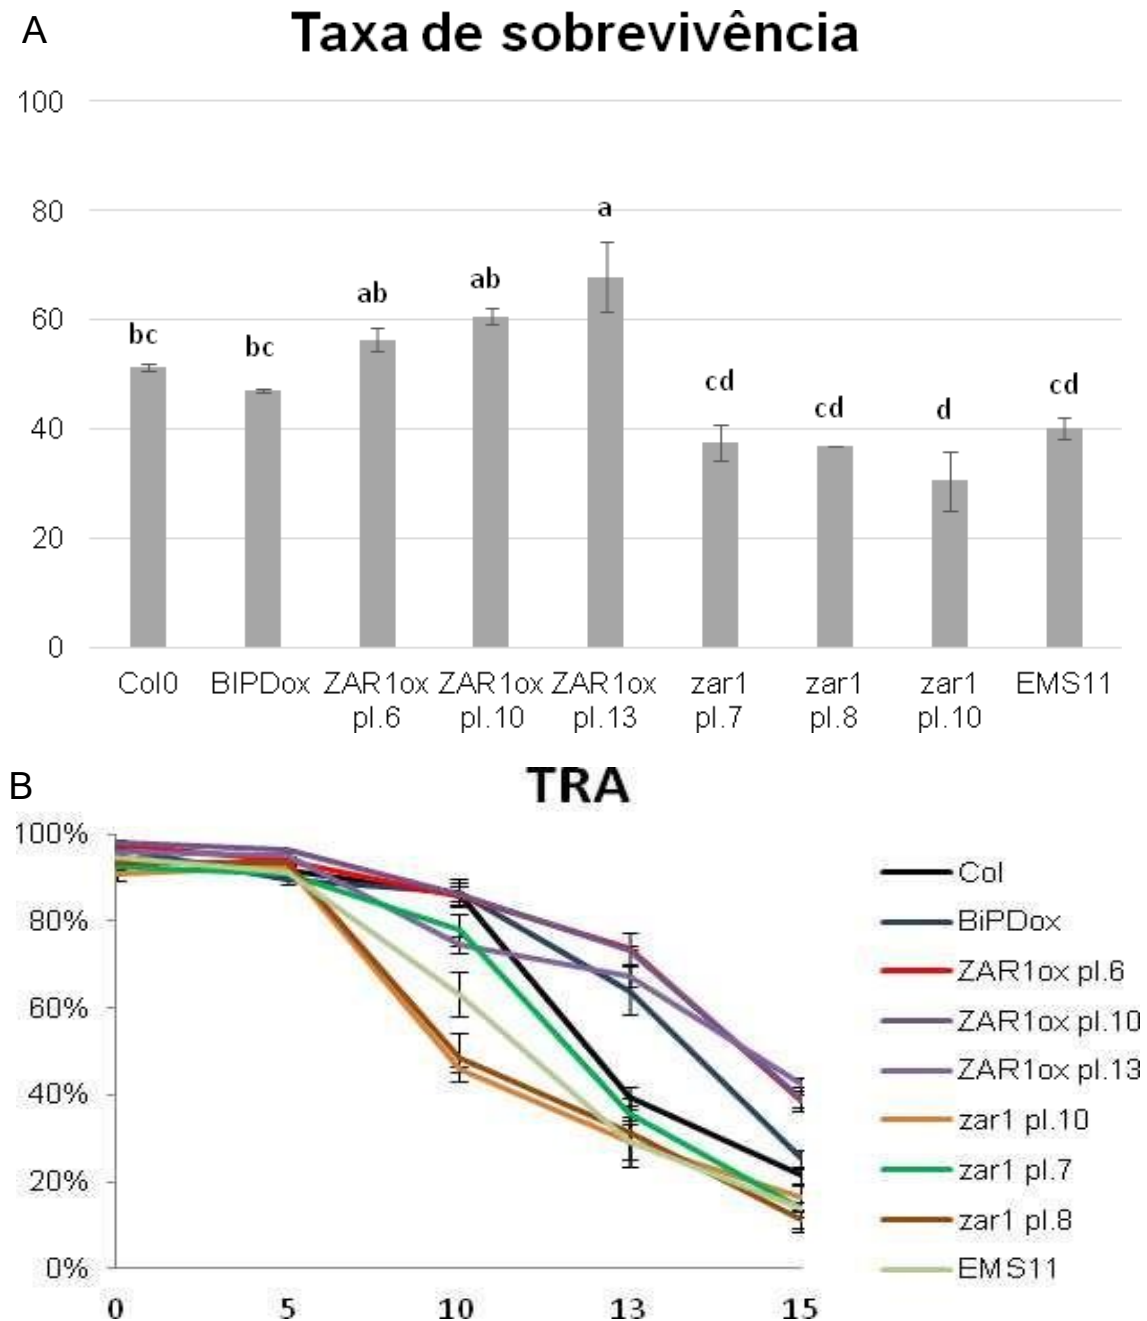 A
Taxa de sobrevivência
100
80
60
40
20
0
bc
bc
ab
ab
a
cd
cd
d
cd
Col0 BIPDox ZAR1ox ZAR1ox ZAR1ox zar1 zar1 zar1 EMS11
pl.6 pl.10 pl.13 pl.7 pl.8 pl.10
B
TRA
100%
80%
60%
40%
20%
0%
0 5 10 13 15
Col
BiPDox
ZAR1ox pl.6
ZAR1ox pl.10
ZAR1ox pl.13
zar1 pl.10
zar1 pl.7
zar1 pl.8
EMS11